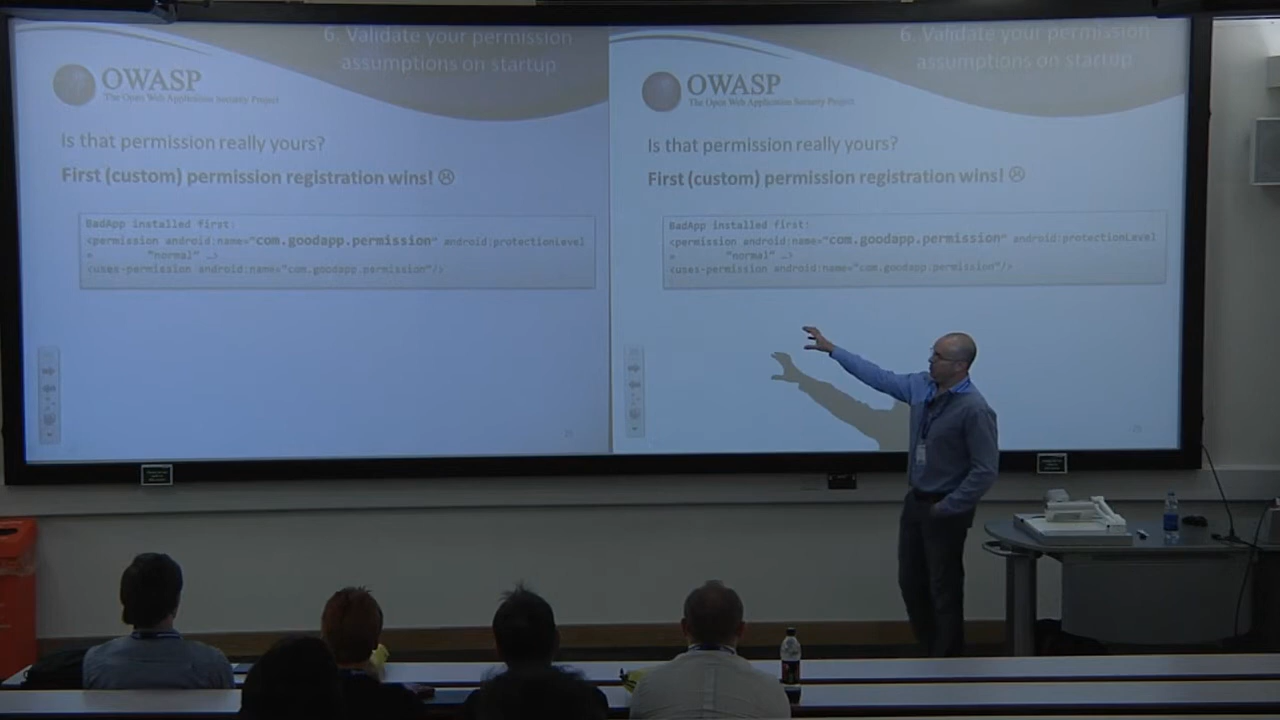 6. Validate your permission
assumptions on startup
OWASP
The Open Web Application Security Project
Is that permission really yours?
First (custom) permission registration wins! ☹
BadApp installed first:
<permission android:name="com.goodapp.permission" android:protectionLevel
= "normal" …>
<uses-permission android:name="com.goodapp.permission"/>
6. Validate your permission
assumptions on startup
OWASP
The Open Web Application Security Project
Is that permission really yours?
First (custom) permission registration wins! ☹
BadApp installed first:
<permission android:name="com.goodapp.permission" android:protectionLevel
= "normal" …>
<uses-permission android:name="com.goodapp.permission"/>